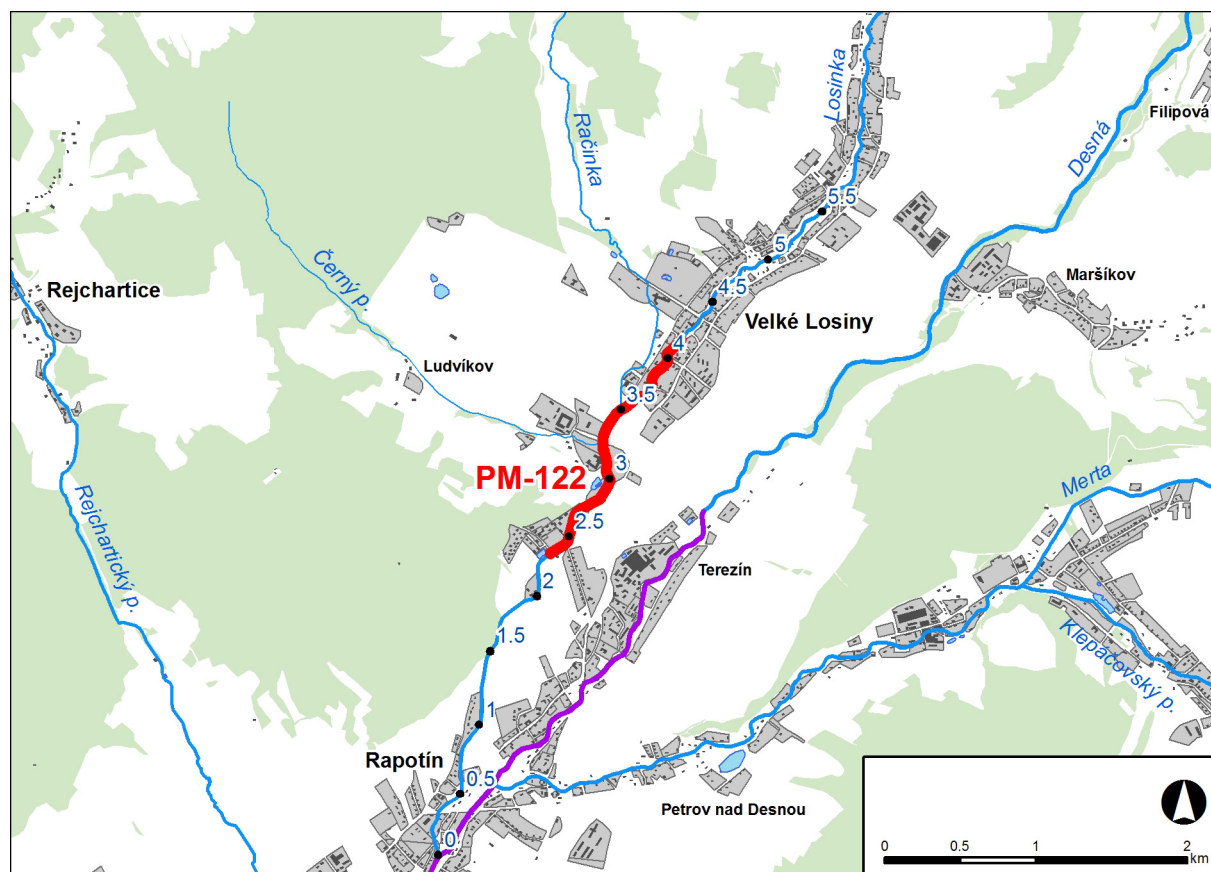 Losinka
Desná
Filipová
Račinka
5.5
5
Černý p.
Maršíkov
Rejchartice
4.5
Velké Losiny
4
Ludvíkov
3.5
3
PM-122
Merta
2.5
Rejchartický p.
Terezín
2
1.5
Klepáčovský p.
1
Rapotín
0.5
Petrov nad Desnou
0
0
0.5
1
2
km